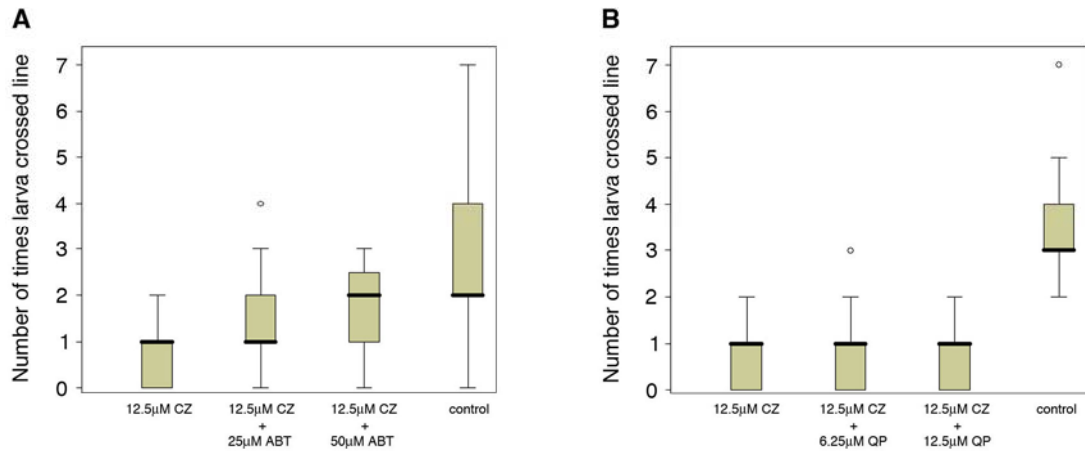 A
Number of times larva crossed line
7
6
5
4
3
2
1
0
12.5μM CZ
12.5μM CZ
+
25μM ABT
12.5μM CZ
+
50μM ABT
control
B
Number of times larva crossed line
7
6
5
4
3
2
1
0
12.5μM CZ
12.5μM CZ
+
6.25μM QP
12.5μM CZ
+
12.5μM QP
control